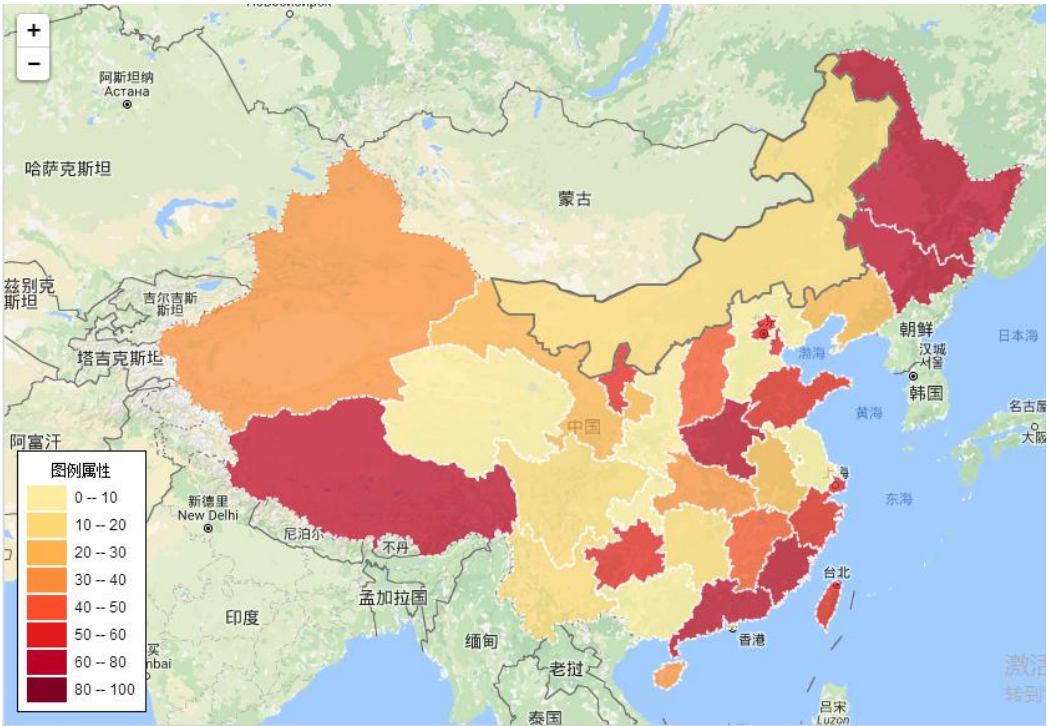 +
−
Новосибирск
阿斯坦纳
Астана
哈萨克斯坦
蒙古
兹别克
斯坦
吉尔吉斯
斯坦
塔吉克斯坦
阿富汗
中国
渤海
朝鲜
汉城
서울
韩国
日本海
名古屋
大阪
黄海
上海
东海
图例属性
0 -- 10
10 -- 20
20 -- 30
30 -- 40
40 -- 50
50 -- 60
60 -- 80
80 -- 100
新德里
New Delhi
尼泊尔
不丹
孟加拉国
印度
买
nbai
缅甸
老挝
泰国
台北
香港
吕宋
Luzon
激活
转到